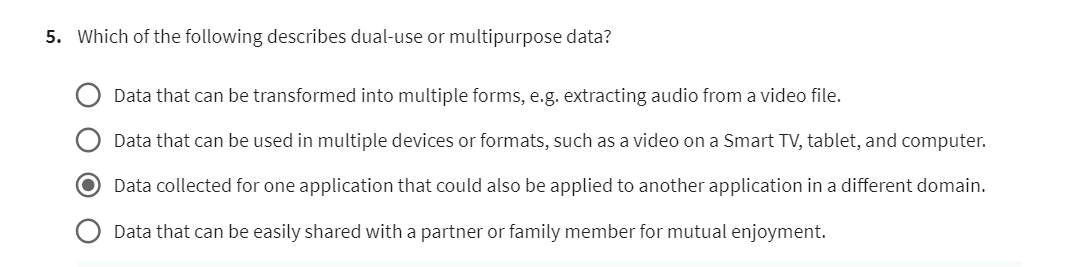 5. Which of the following describes dual-use or multipurpose data?
Data that can be transformed into multiple forms, e.g. extracting audio from a video file.
Data that can be used in multiple devices or formats, such as a video on a Smart TV, tablet, and computer.
Data collected for one application that could also be applied to another application in a different domain.
Data that can be easily shared with a partner or family member for mutual enjoyment.